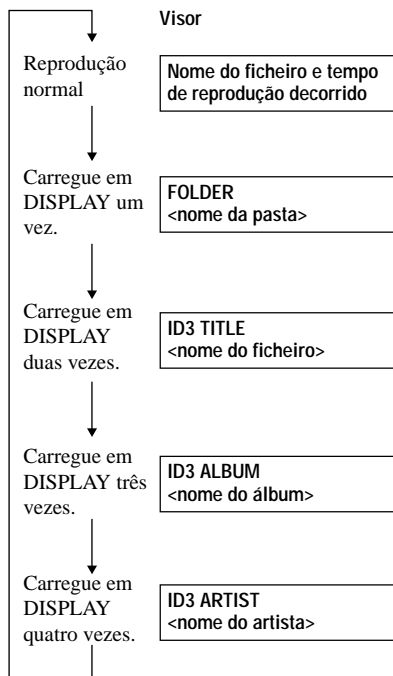 Visor
Reprodução
normal
Nome do ficheiro e tempo
de reprodução decorrido
Carregue em
DISPLAY um
vez.
FOLDER
<nome da pasta>
Carregue em
DISPLAY
duas vezes.
ID3 TITLE
<nome do ficheiro>
Carregue em
DISPLAY três
vezes.
ID3 ALBUM
<nome do álbum>
Carregue em
DISPLAY
quatro vezes.
ID3 ARTIST
<nome do artista>